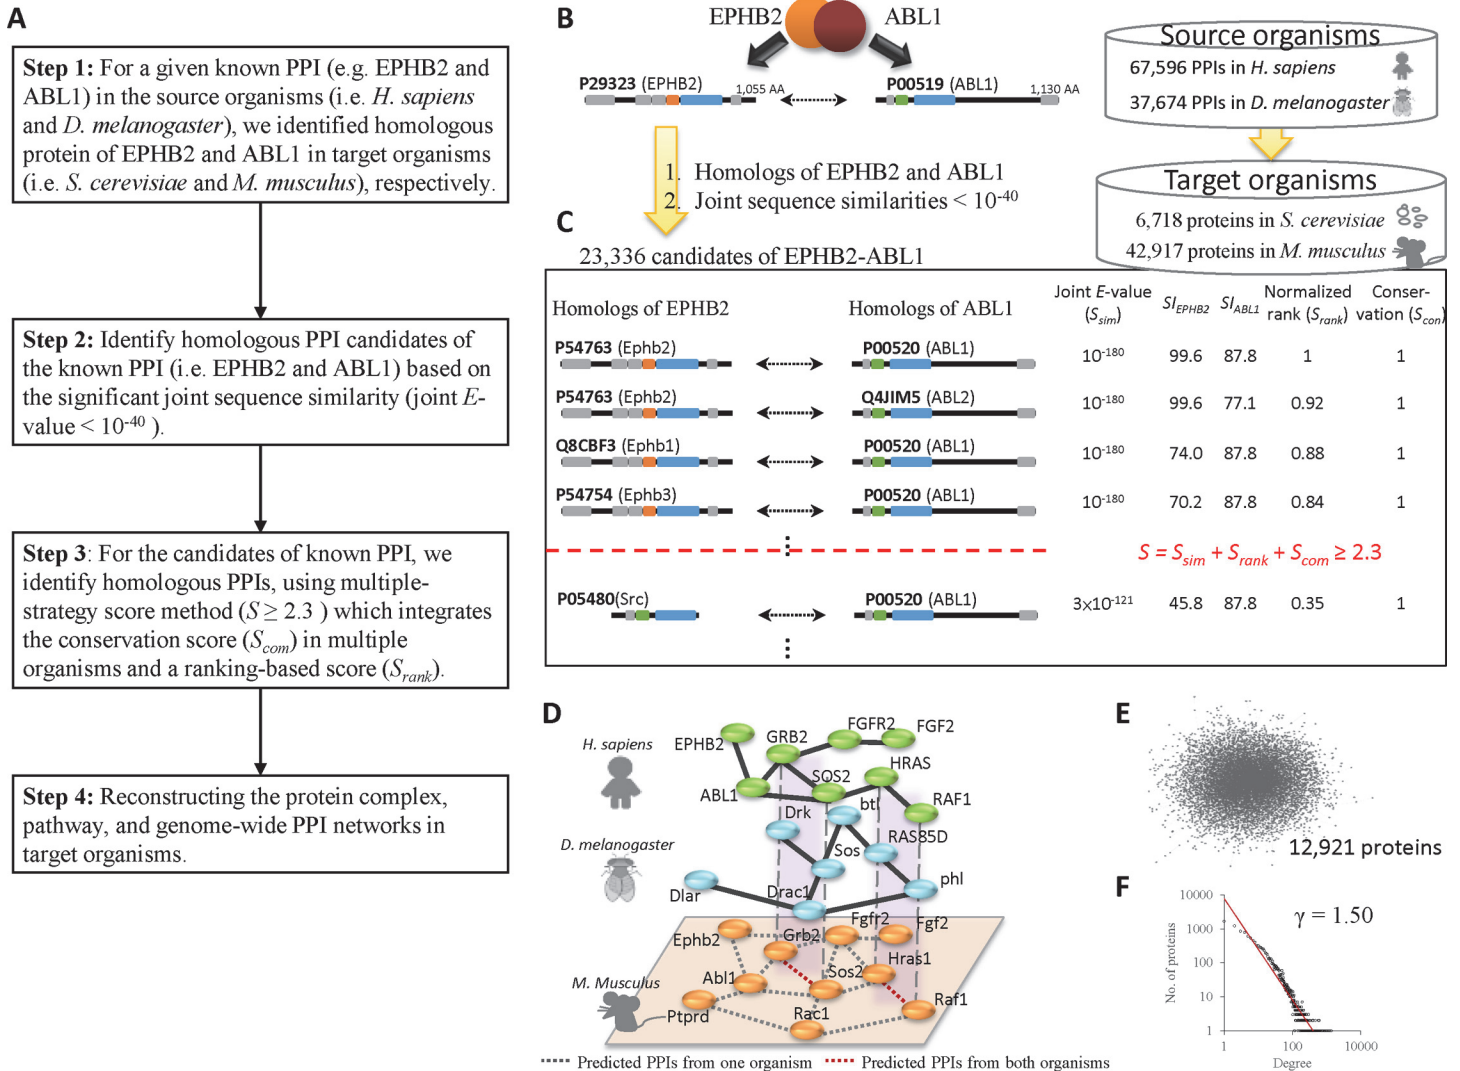 A
Step 1: For a given known PPI (e.g. EPHB2 and
ABL1) in the source organisms (i.e. H. sapiens
and D. melanogaster), we identified homologous
protein of EPHB2 and ABL1 in target organisms
(i.e. S. cerevisiae and M. musculus), respectively.
Step 2: Identify homologous PPI candidates of
the known PPI (i.e. EPHB2 and ABL1) based on
the significant joint sequence similarity (joint E-
value < 10-40 ).
Step 3: For the candidates of known PPI, we
identify homologous PPIs, using multiple-
strategy score method (S ≥ 2.3 ) which integrates
the conservation score (Scom) in multiple
organisms and a ranking-based score (Srank).
Step 4: Reconstructing the protein complex,
pathway, and genome-wide PPI networks in
target organisms.
B
EPHB2 ABL1
P29323 (EPHB2) 1,055 AA
P00519 (ABL1) 1,130 AA
1. Homologs of EPHB2 and ABL1
2. Joint sequence similarities < 10-40
Source organisms
67,596 PPIs in H. sapiens
37,674 PPIs in D. melanogaster
Target organisms
6,718 proteins in S. cerevisiae
42,917 proteins in M. musculus
C
23,336 candidates of EPHB2-ABL1
Homologs of EPHB2 Homologs of ABL1 Joint E-value (Ssim) SIEPHB2 SIABL1 Normalized rank (Srank) Conser-vation (Scon)
P54763 (Ephb2) P00520 (ABL1) 10-180 99.6 87.8 1 1
P54763 (Ephb2) Q4JIM5 (ABL2) 10-180 99.6 77.1 0.92 1
Q8CBF3 (Ephb1) P00520 (ABL1) 10-180 74.0 87.8 0.88 1
P54754 (Ephb3) P00520 (ABL1) 10-180 70.2 87.8 0.84 1
S = Ssim + Srank + Scom ≥ 2.3
P05480(Src) P00520 (ABL1) 3×10-121 45.8 87.8 0.35 1
D
H. sapiens
EPHB2
GRB2
FGFR2
FGF2
ABL1
SOS2
HRAS
RAF1
D. melanogaster
Drk
btl
Sos
RAS85D
Dlar
Drac1
phl
M. Musculus
Ephb2
Grb2
Fgfr2
Fgf2
Abl1
Sos2
Hras1
Ptprd
Rac1
Raf1
Predicted PPIs from one organism
Predicted PPIs from both organisms
E
12,921 proteins
F
γ = 1.50
No. of proteins
10000
1000
100
10
1
1 100 10000
Degree